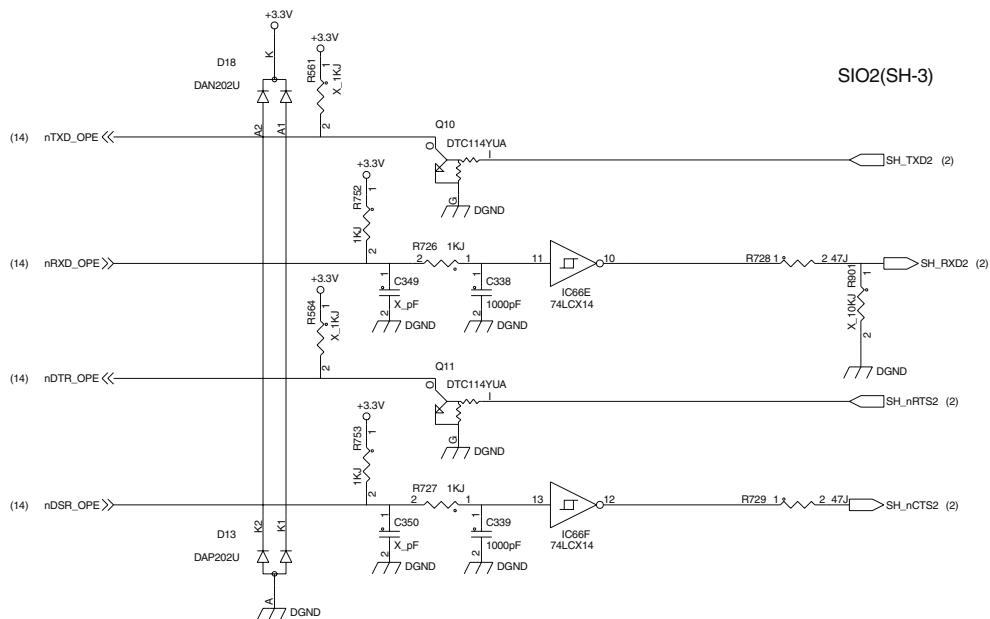 +3.3V
+3.3V
K
D18
DAN202U
R561
1
X_1KJ
2
SIO2(SH-3)
A2
A1
Q10
DTC114YUA
(14) nTXD_OPE
O
I
SH_TXD2 (2)
G
DGND
+3.3V
R752
1
1KJ
2
R726 1KJ
2 1
(14) nRXD_OPE
11
10
IC66E
74LCX14
R728 1 2 47J
SH_RXD2 (2)
R901
1
X_10KJ
2
DGND
1
C349
X_pF
2
DGND
1
C338
1000pF
2
DGND
+3.3V
R564
1
X_1KJ
2
(14) nDTR_OPE
Q11
DTC114YUA
O
I
SH_nRTS2 (2)
G
DGND
+3.3V
R753
1
1KJ
2
R727 1KJ
2 1
(14) nDSR_OPE
13
12
IC66F
74LCX14
R729 1 2 47J
SH_nCTS2 (2)
K2
K1
D13
DAP202U
1
C350
X_pF
2
DGND
1
C339
1000pF
2
DGND
A
DGND